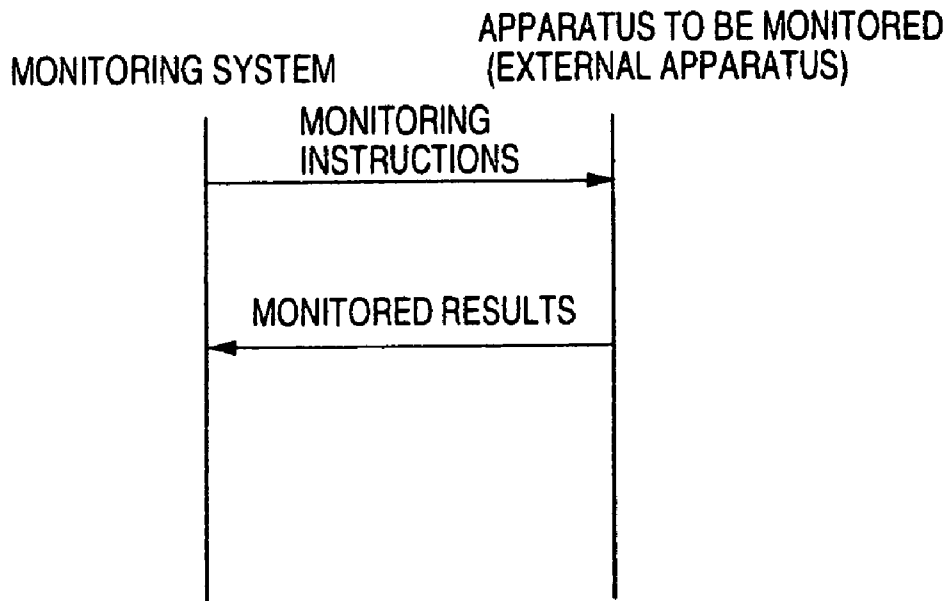 APPARATUS TO BE MONITORED
(EXTERNAL APPARATUS)
MONITORING SYSTEM
MONITORING
INSTRUCTIONS
MONITORED RESULTS